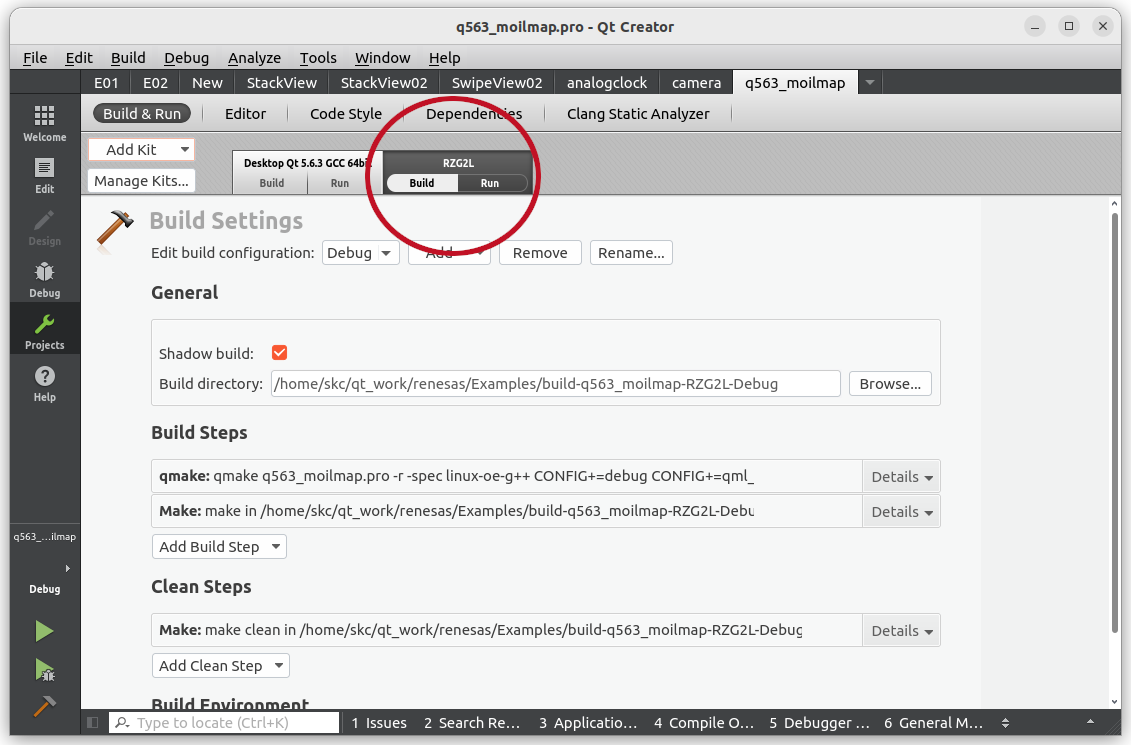 q563_moilmap.pro - Qt Creator
File Edit Build Debug Analyze Tools Window Help
E01 E02 New StackView StackView02 SwipeView02 analogclock camera q563_moilmap
Build & Run Editor Code Style Dependencies Clang Static Analyzer
Add Kit
Manage Kits...
Desktop Qt 5.6.3 GCC 64bit
Build Run
RZG2L
Build Run
Welcome
Edit
Design
Debug
Projects
Help
q563_...ilmap
Debug
Build Settings
Edit build configuration: Debug Add Remove Rename...
General
Shadow build:
Build directory: /home/skc/qt_work/renesas/Examples/build-q563_moilmap-RZG2L-Debug Browse...
Build Steps
qmake: qmake q563_moilmap.pro -r -spec linux-oe-g++ CONFIG+=debug CONFIG+=qml_ Details
Make: make in /home/skc/qt_work/renesas/Examples/build-q563_moilmap-RZG2L-Debu Details
Add Build Step
Clean Steps
Make: make clean in /home/skc/qt_work/renesas/Examples/build-q563_moilmap-RZG2L-Debug Details
Add Clean Step
Build Environment
Type to locate (Ctrl+K) 1 Issues 2 Search Re... 3 Applicatio... 4 Compile O... 5 Debugger ... 6 General M...